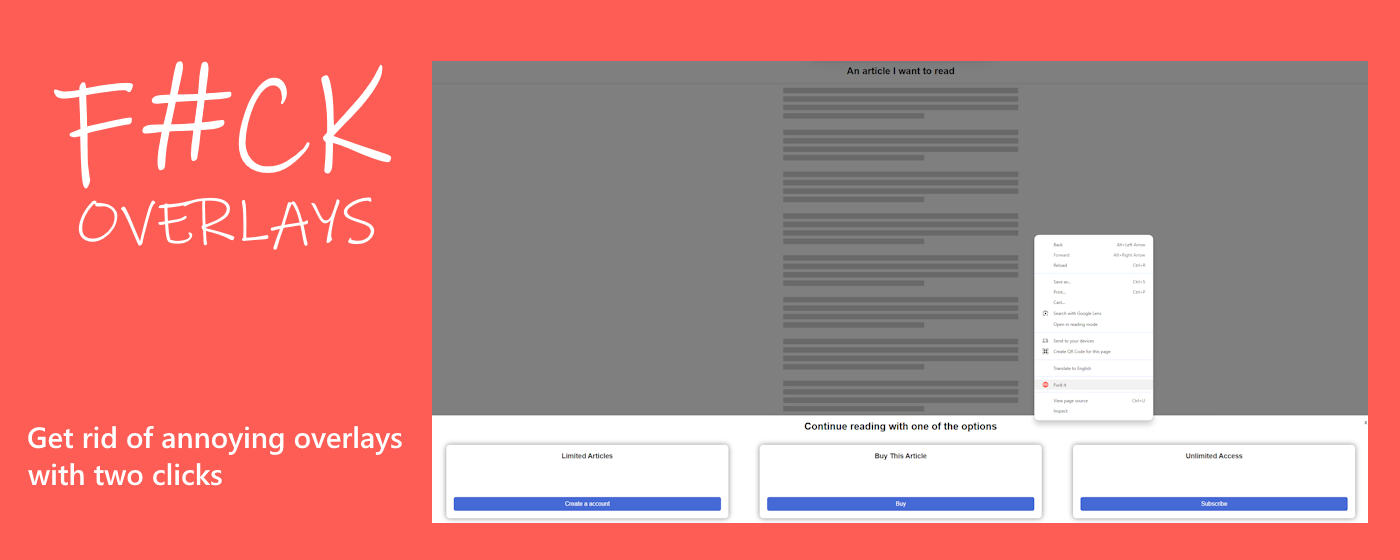 F#CK
OVERLAYS
Get rid of annoying overlays
with two clicks
An article I want to read
Back Alt+Left Arrow
Forward Alt+Right Arrow
Reload Ctrl+R
Save as... Ctrl+S
Print... Ctrl+P
Cast...
Search with Google Lens
Open in reading mode
Send to your devices
Create QR Code for this page
Translate to English
Fuck it
View page source Ctrl+U
Inspect
Continue reading with one of the options
x
Limited Articles
Create a account
Buy This Article
Buy
Unlimited Access
Subscribe